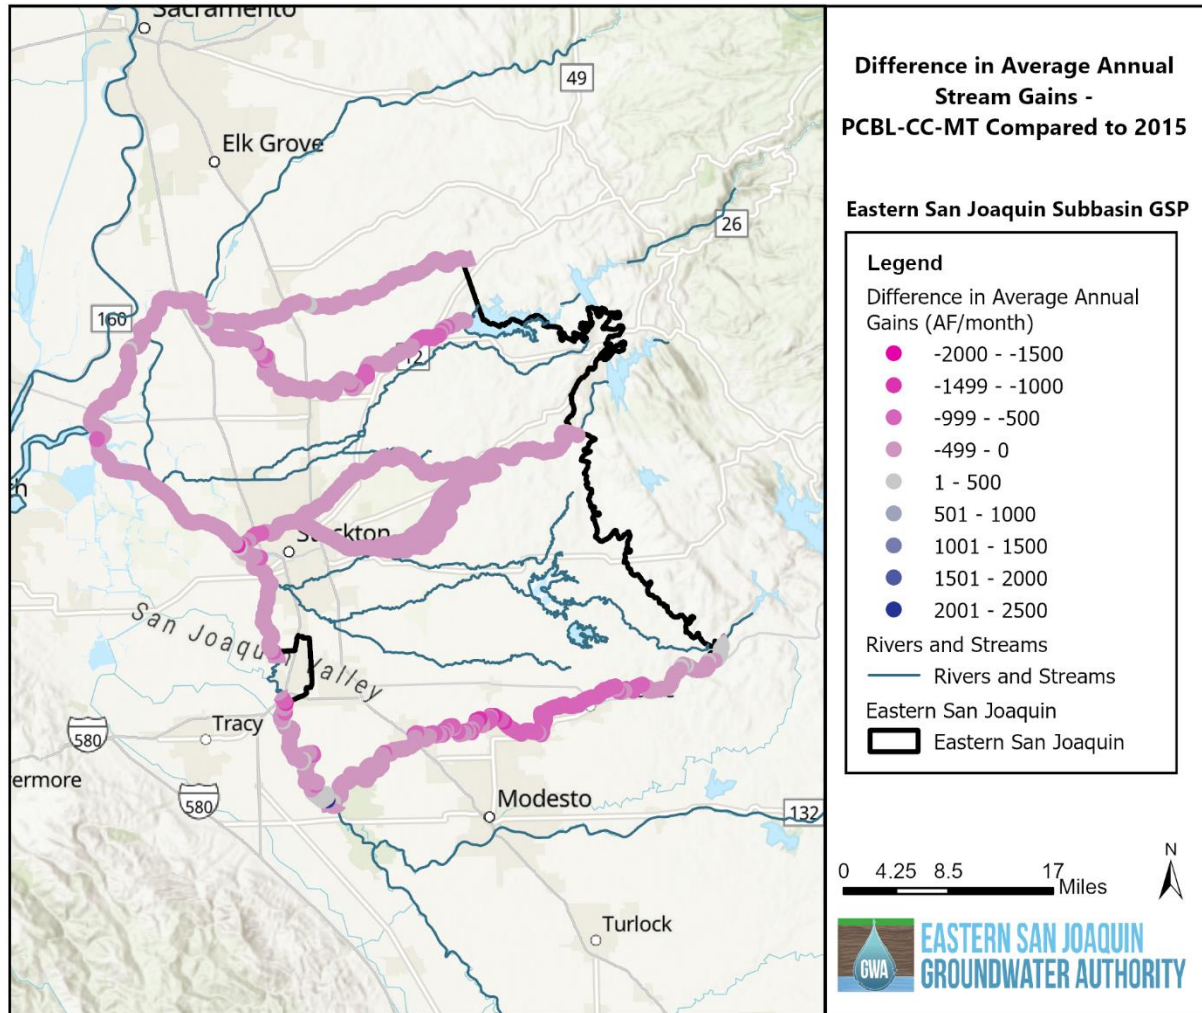 Sacramento
49
Elk Grove
26
160
12
Stockton
San Joaquin Valley
Tracy
580
vermore
580
Modesto
132
Turlock
Difference in Average Annual
Stream Gains -
PCBL-CC-MT Compared to 2015
Eastern San Joaquin Subbasin GSP
Legend
Difference in Average Annual
Gains (AF/month)
-2000 - -1500
-1499 - -1000
-999 - -500
-499 - 0
1 - 500
501 - 1000
1001 - 1500
1501 - 2000
2001 - 2500
Rivers and Streams
Rivers and Streams
Eastern San Joaquin
Eastern San Joaquin
N
0 4.25 8.5 17
Miles
GWA
EASTERN SAN JOAQUIN
GROUNDWATER AUTHORITY